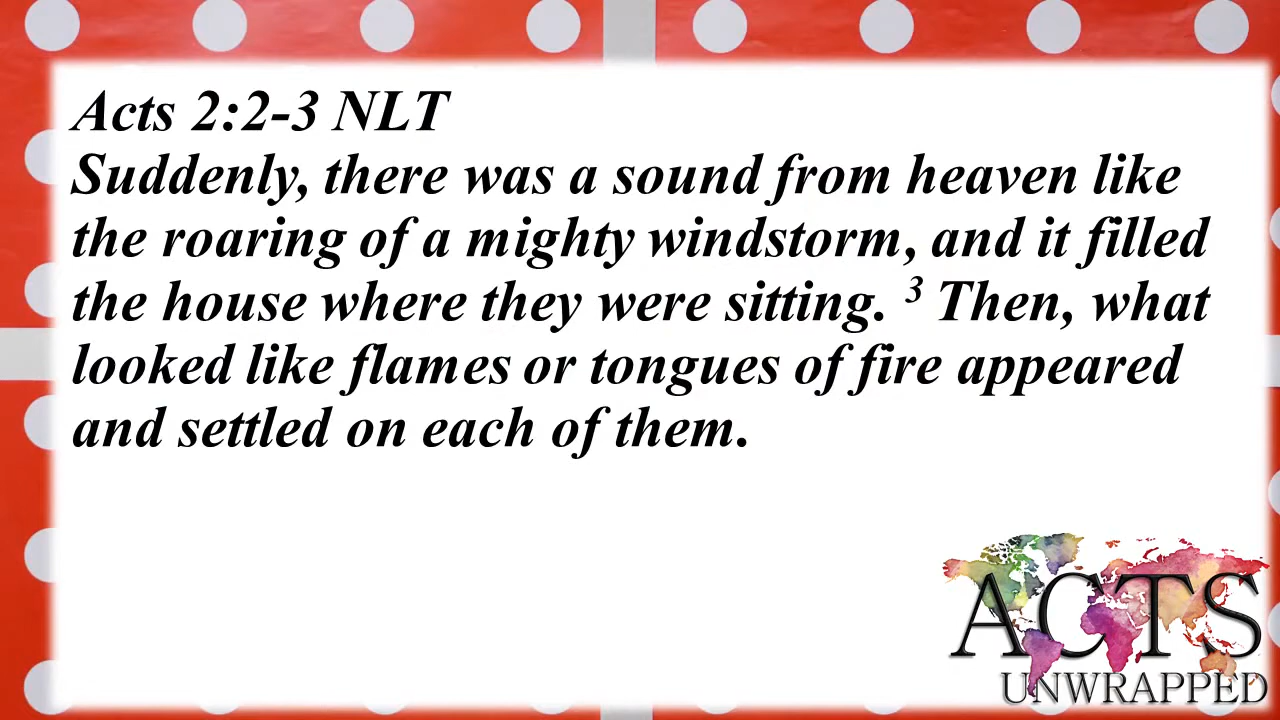 Acts 2:2-3 NLT
Suddenly, there was a sound from heaven like
the roaring of a mighty windstorm, and it filled
the house where they were sitting. ³ Then, what
looked like flames or tongues of fire appeared
and settled on each of them.
ACTS
UNWRAPPED